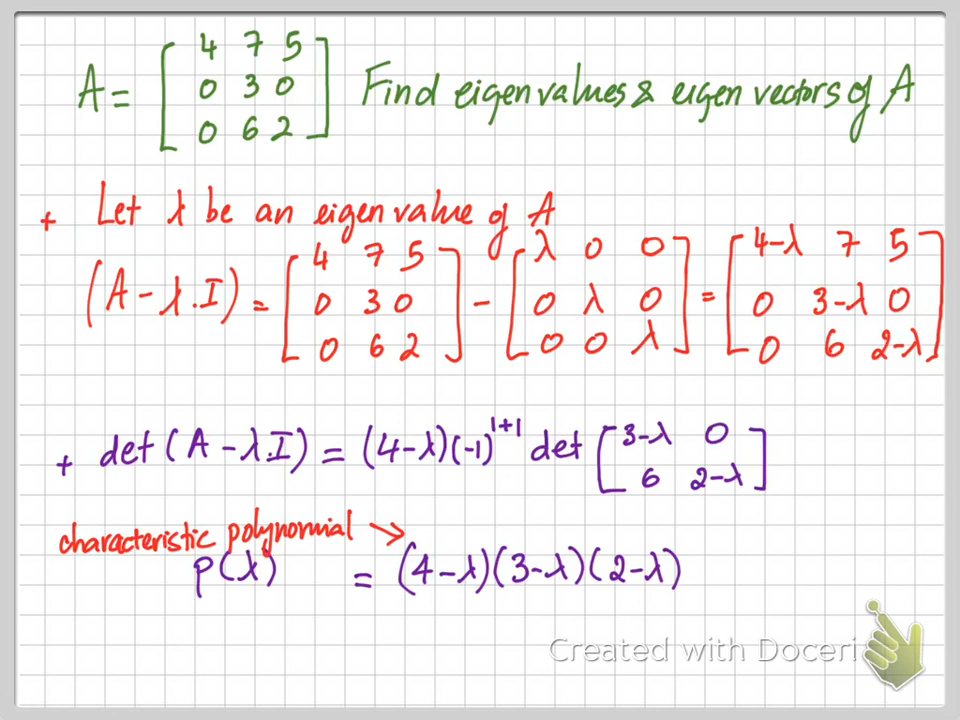 A = [ 4 7 5 ; 0 3 0 ; 0 6 2 ] Find eigenvalues & eigen vectors of A
+ Let λ be an eigenvalue of A
(A - λ.I) = [ 4 7 5 ; 0 3 0 ; 0 6 2 ] - [ λ 0 0 ; 0 λ 0 ; 0 0 λ ] = [ 4-λ 7 5 ; 0 3-λ 0 ; 0 6 2-λ ]
+ det(A - λ.I) = (4-λ)(-1)^{1+1} det [ 3-λ 0 ; 6 2-λ ]
characteristic polynomial →
P(λ) = (4-λ)(3-λ)(2-λ)
Created with Doceri